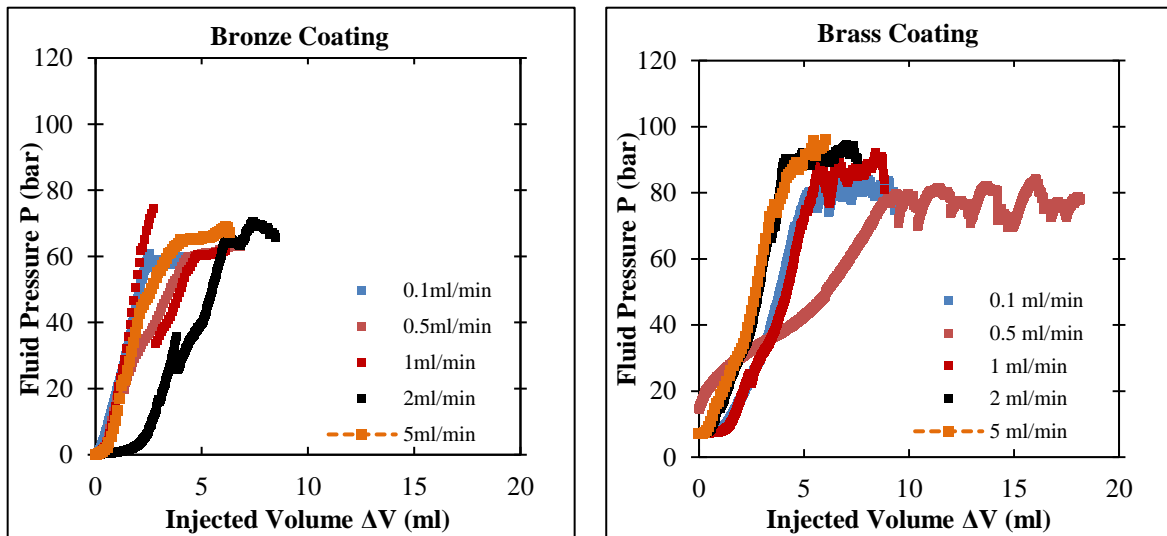 Bronze Coating
120
100
80
60
40
20
0
0 5 10 15 20
Fluid Pressure P (bar)
Injected Volume ΔV (ml)
0.1ml/min
0.5ml/min
1ml/min
2ml/min
5ml/min
Brass Coating
120
100
80
60
40
20
0
0 5 10 15 20
Fluid Pressure P (bar)
Injected Volume ΔV (ml)
0.1 ml/min
0.5 ml/min
1 ml/min
2 ml/min
5 ml/min